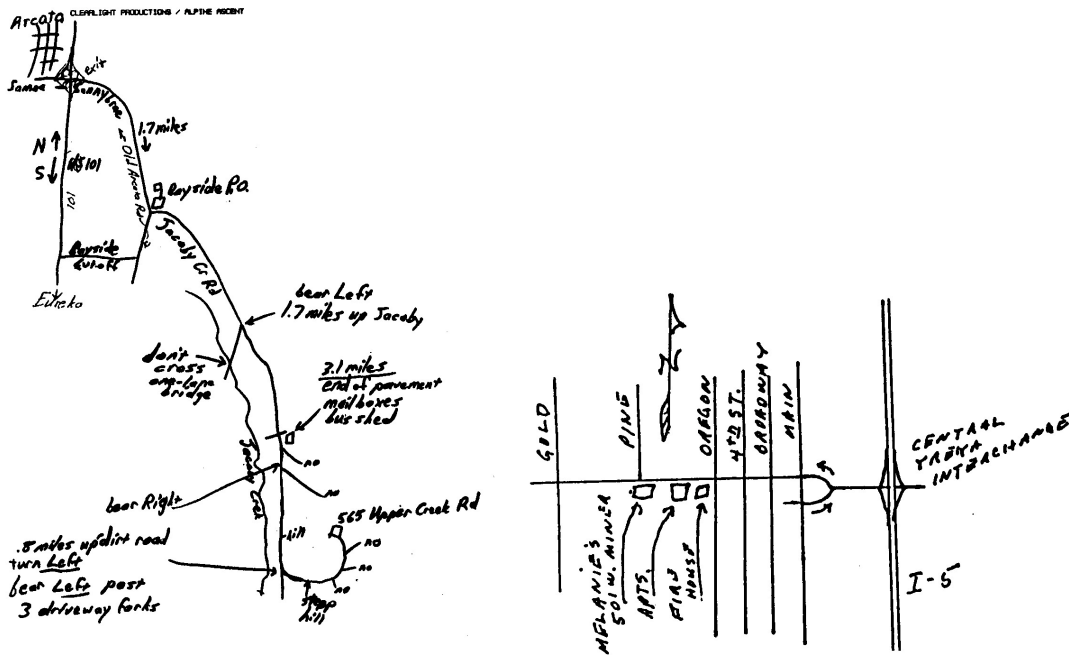 CLEARLIGHT PRODUCTIONS / ALPINE ASCENT
Arcata
exit
Samoa
Sunnybrae
or Old Arcata Rd
1.7 miles
N
S
US 101
101
Bayside P.O.
Jacoby Cr Rd
Bayside
cutoff
Eureka
bear Left
1.7 miles up Jacoby
don't
cross
one-lane
bridge
3.1 miles
end of pavement
mailboxes
bus shed
Jacoby Creek
no
no
bear Right
565 Upper Creek Rd
hill
no
no
no
.8 miles up dirt road
turn Left
bear Left past
3 driveway forks
steep
hill
GOLD
PINE
OREGON
4TH ST.
BROADWAY
MAIN
CENTRAL
YREKA
INTERCHANGE
MELANIE'S
501 W. MINER
APTS.
FIRE
HOUSE
I-5